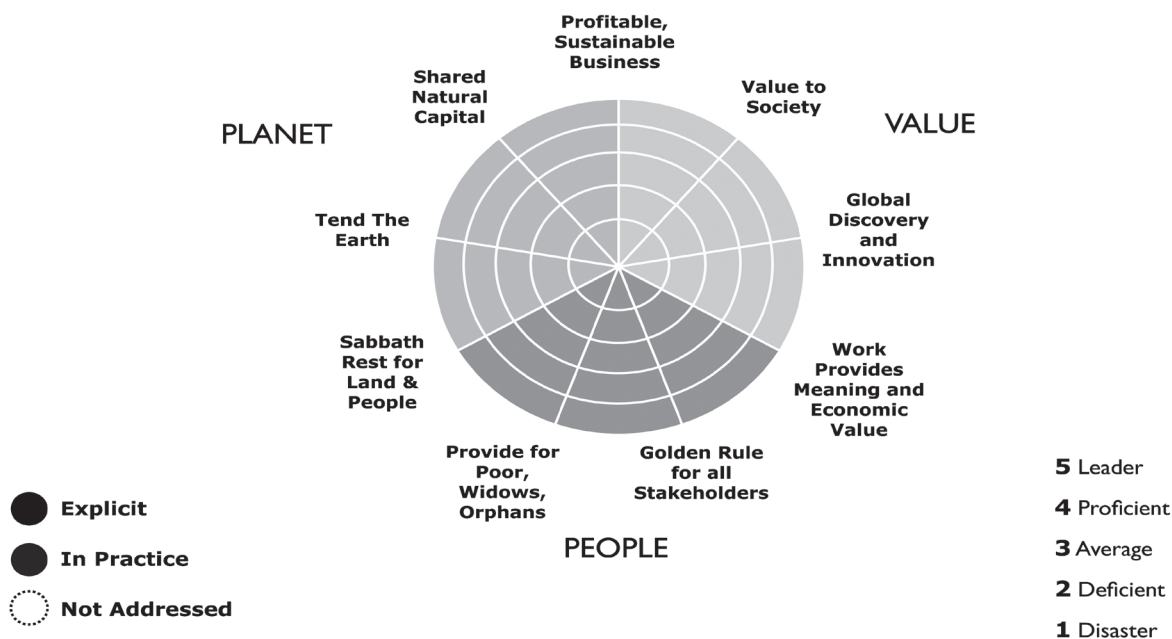 Profitable,
Sustainable
Business
Shared
Natural
Capital
Value to
Society
PLANET
VALUE
Tend The
Earth
Global
Discovery
and
Innovation
Sabbath
Rest for
Land &
People
Work
Provides
Meaning and
Economic
Value
Provide for
Poor,
Widows,
Orphans
Golden Rule
for all
Stakeholders
PEOPLE
Explicit
In Practice
Not Addressed
5 Leader
4 Proficient
3 Average
2 Deficient
1 Disaster